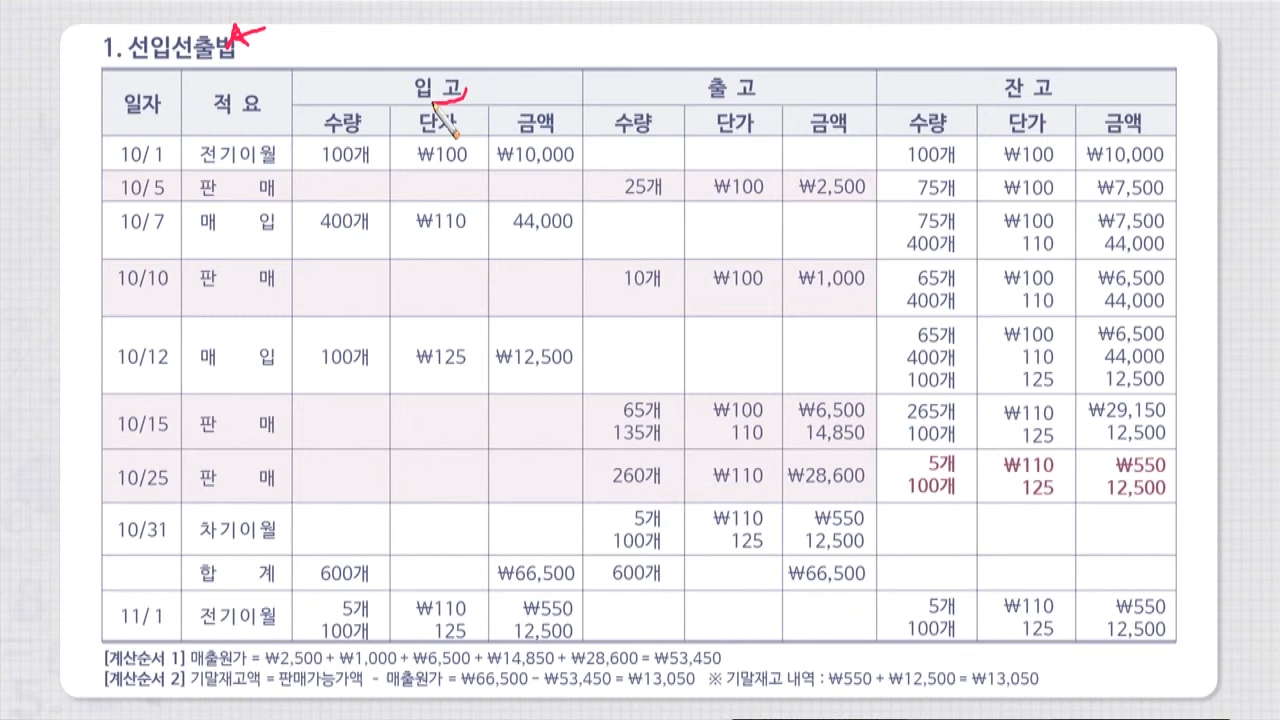 1. 선입선출법
일자 적 요 입 고 출 고 잔 고
수량 단가 금액 수량 단가 금액 수량 단가 금액
10/ 1 전기이월 100개 ₩100 ₩10,000 100개 ₩100 ₩10,000
10/ 5 판 매 25개 ₩100 ₩2,500 75개 ₩100 ₩7,500
10/ 7 매 입 400개 ₩110 44,000 75개 ₩100 ₩7,500
400개 110 44,000
10/10 판 매 10개 ₩100 ₩1,000 65개 ₩100 ₩6,500
400개 110 44,000
65개 ₩100 ₩6,500
10/12 매 입 100개 ₩125 ₩12,500 400개 110 44,000
100개 125 12,500
10/15 판 매 65개 ₩100 ₩6,500 265개 ₩110 ₩29,150
135개 110 14,850 100개 125 12,500
10/25 판 매 260개 ₩110 ₩28,600 5개 ₩110 ₩550
100개 125 12,500
10/31 차기이월 5개 ₩110 ₩550
100개 125 12,500
합 계 600개 ₩66,500 600개 ₩66,500
11/ 1 전기이월 5개 ₩110 ₩550 5개 ₩110 ₩550
100개 125 12,500 100개 125 12,500
[계산순서 1] 매출원가 = ₩2,500 + ₩1,000 + ₩6,500 + ₩14,850 + ₩28,600 = ₩53,450
[계산순서 2] 기말재고액 = 판매가능가액 - 매출원가 = ₩66,500 - ₩53,450 = ₩13,050 ※ 기말재고 내역 : ₩550 + ₩12,500 = ₩13,050